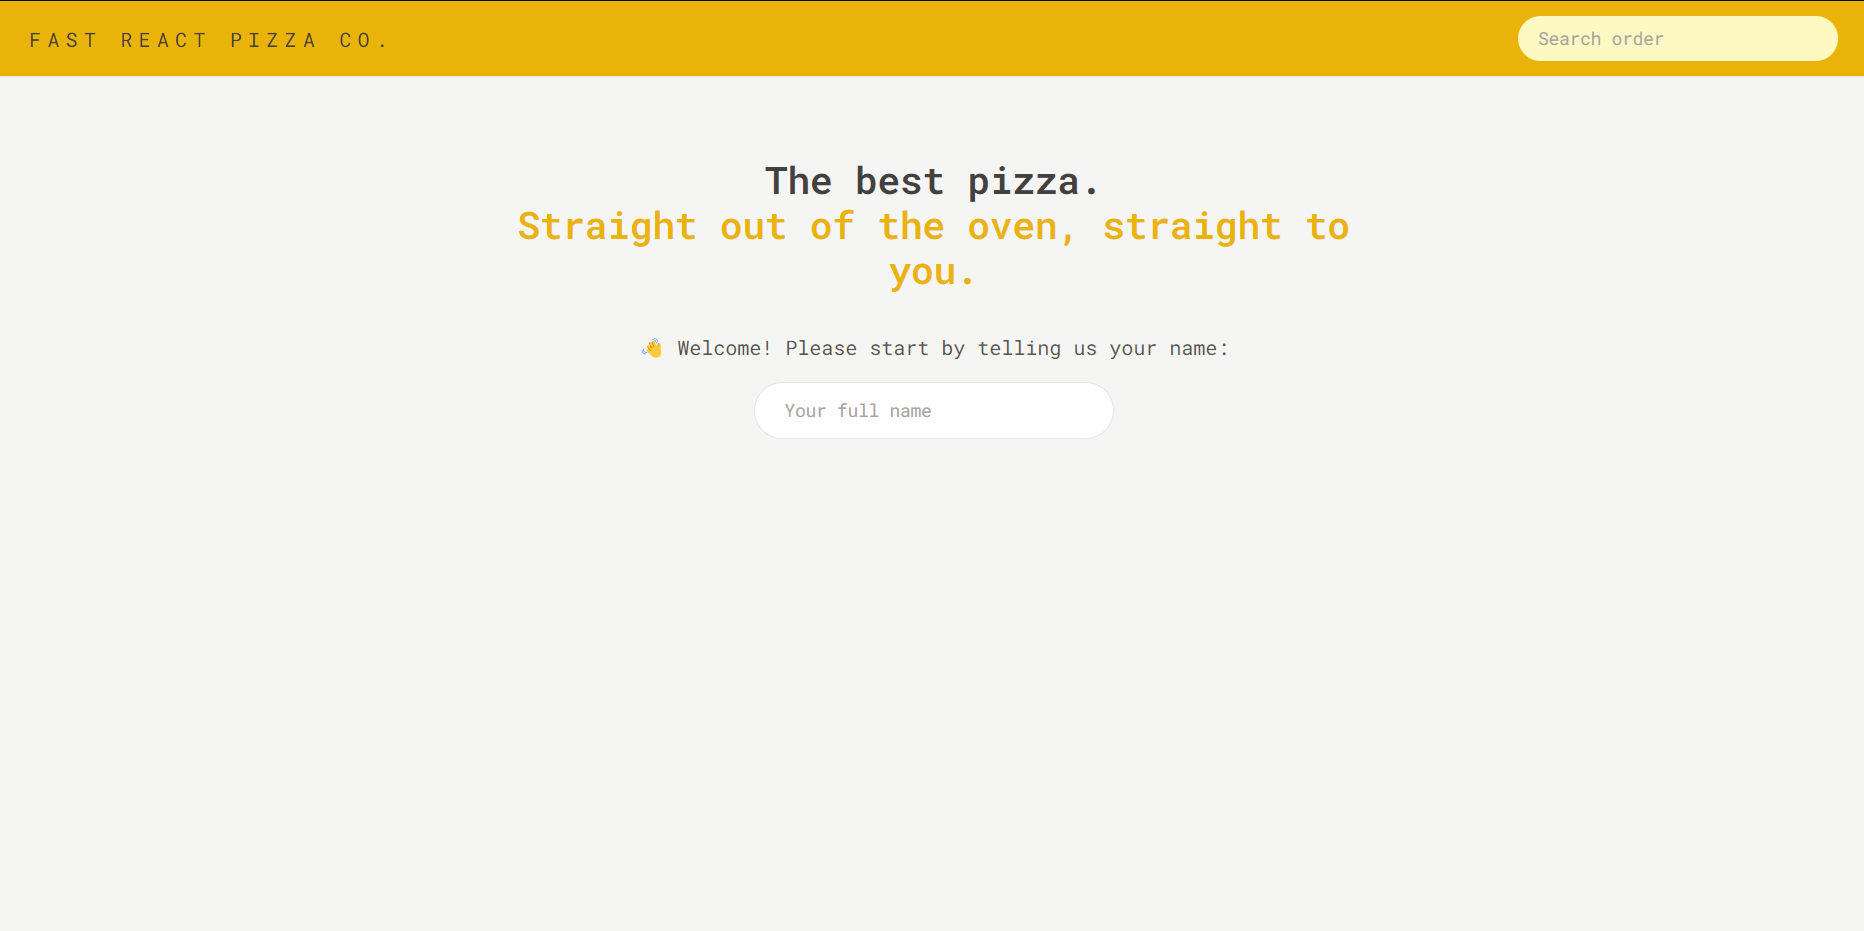 FAST REACT PIZZA CO.
Search order
The best pizza.
Straight out of the oven, straight to
you.
👋 Welcome! Please start by telling us your name:
Your full name